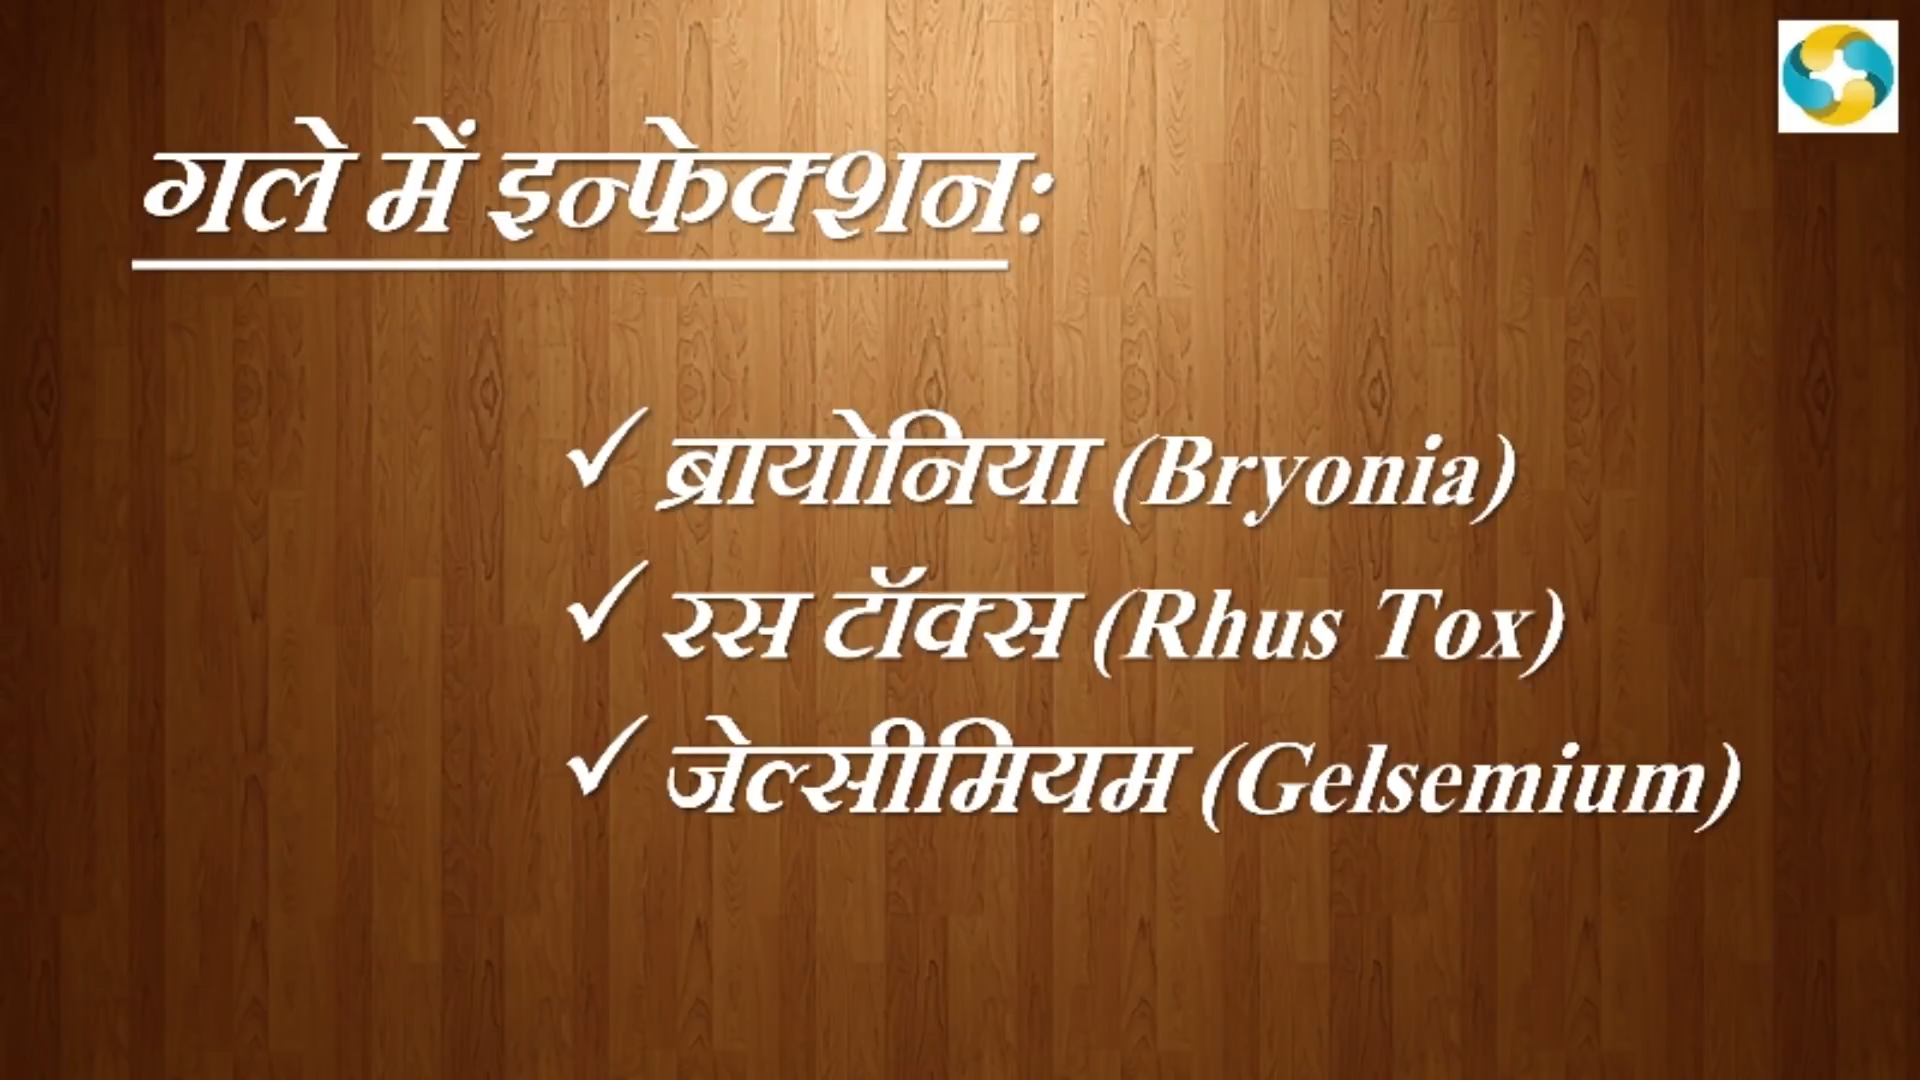 गले में इन्फेक्शन:
✓ ब्रायोनिया (Bryonia)
✓ रस टॉक्स (Rhus Tox)
✓ जेल्सीमियम (Gelsemium)